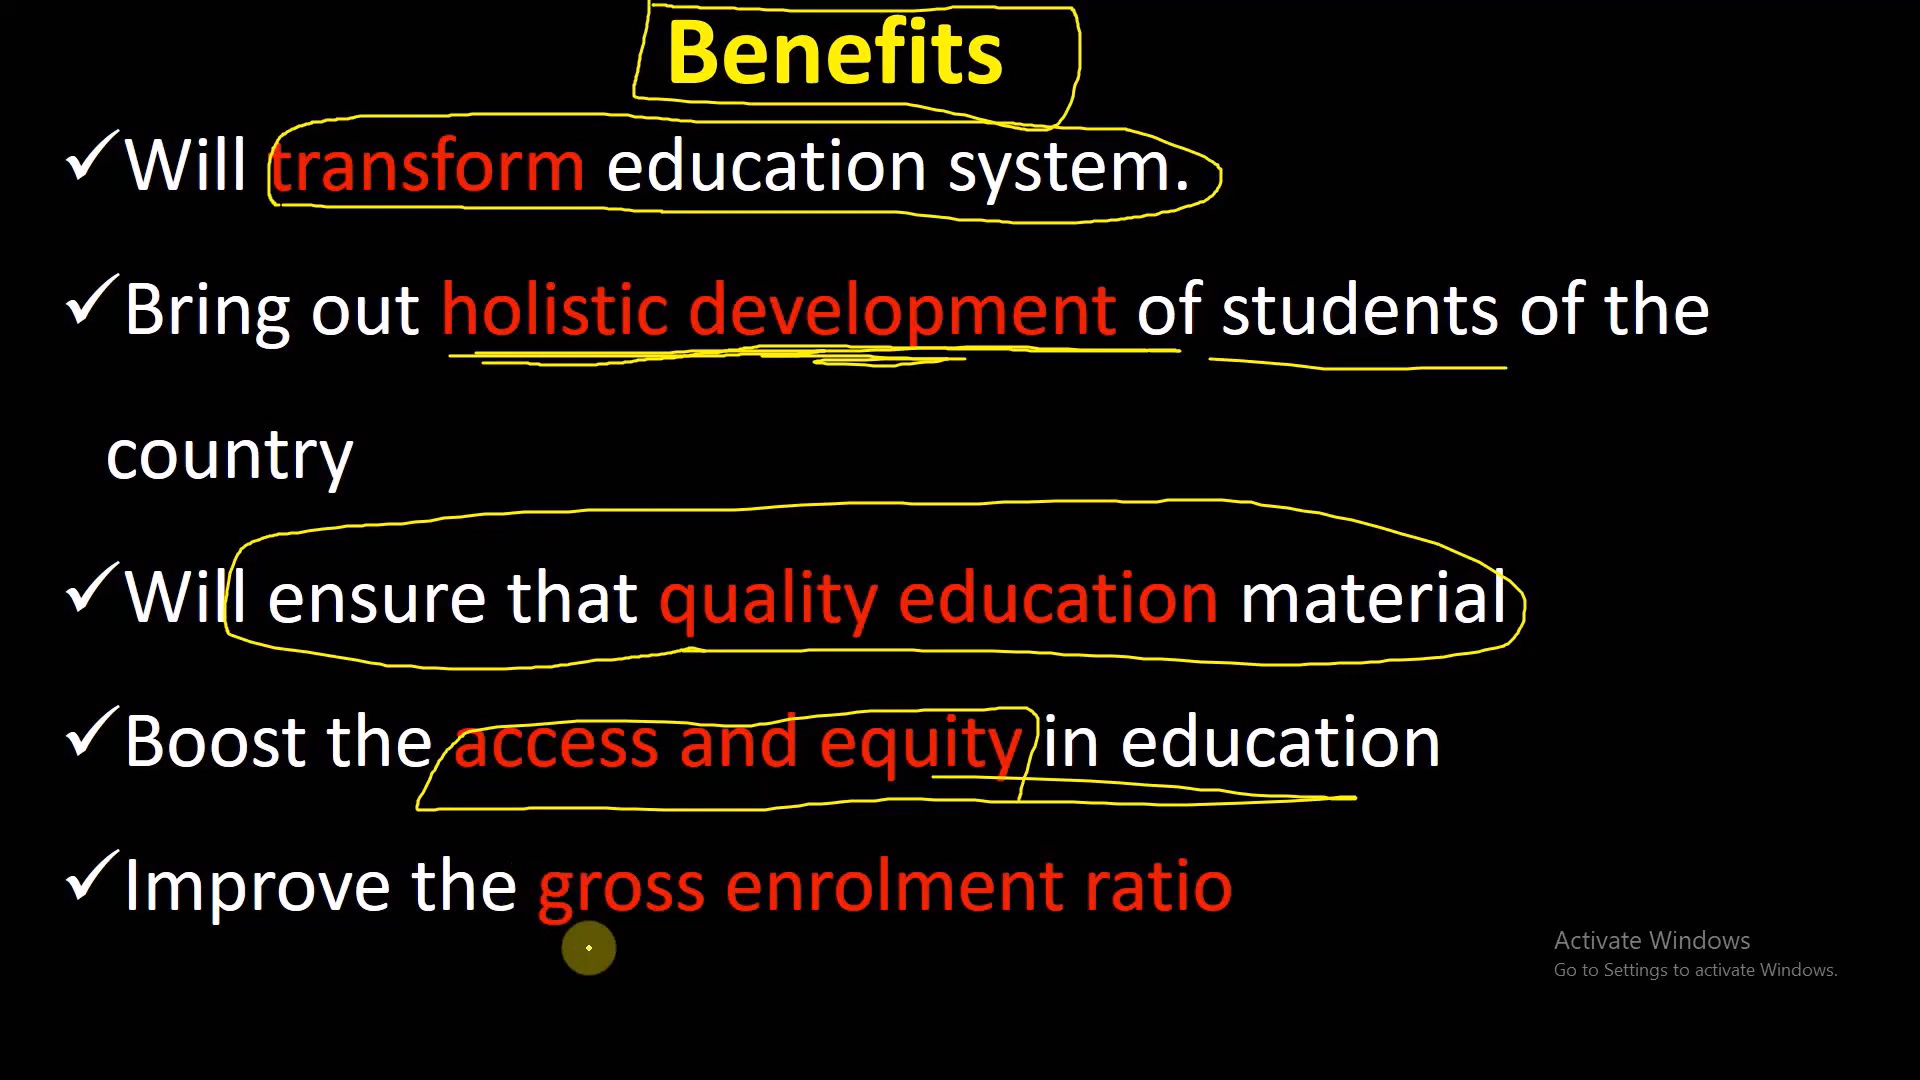 Benefits
✓Will transform education system.
✓Bring out holistic development of students of the
country
✓Will ensure that quality education material
✓Boost the access and equity in education
✓Improve the gross enrolment ratio
Activate Windows
Go to Settings to activate Windows.